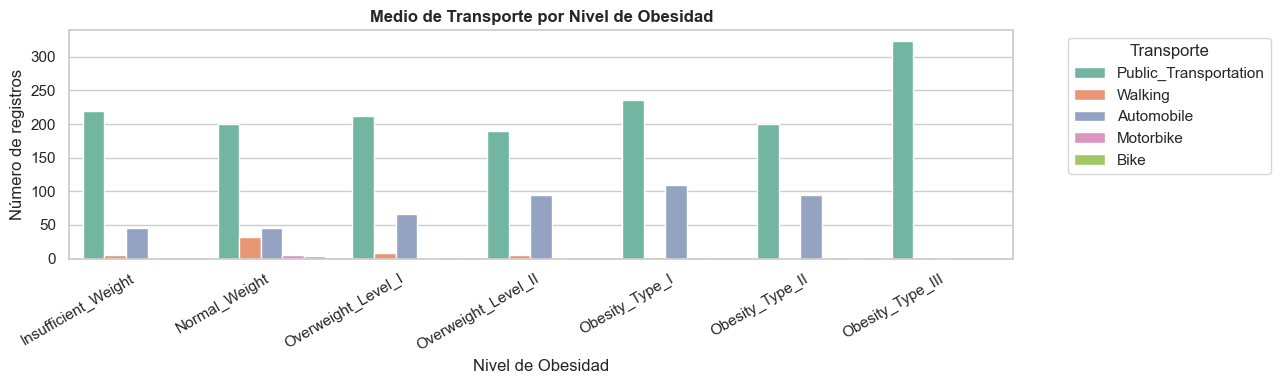 Medio de Transporte por Nivel de Obesidad
Transporte
Public_Transportation
Walking
Automobile
Motorbike
Bike
Número de registros
300
250
200
150
100
50
0
Insufficient_Weight
Normal_Weight
Overweight_Level_I
Overweight_Level_II
Obesity_Type_I
Obesity_Type_II
Obesity_Type_III
Nivel de Obesidad